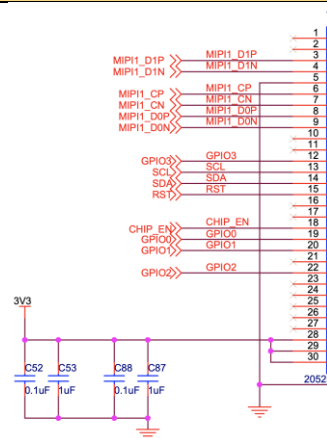 1
2
MIPI1_D1P MIPI1_D1P 3
MIPI1_D1N MIPI1_D1N 4
5
MIPI1_CP MIPI1_CP 6
MIPI1_CN MIPI1_CN 7
MIPI1_D0P MIPI1_D0P 8
MIPI1_D0N MIPI1_D0N 9
10
11
GPIO3 GPIO3 12
SCL SCL 13
SDA SDA 14
RST RST 15
16
17
CHIP_EN CHIP_EN 18
GPIO0 GPIO0 19
GPIO1 GPIO1 20
21
GPIO2 GPIO2 22
23
24
25
26
27
3V3
28
29
30
C52 C53 C88 C87
0.1uF 1uF 0.1uF 1uF
2052